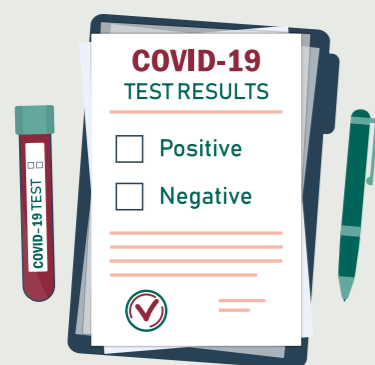 COVID-19
TEST RESULTS
Positive
Negative
COVID-19 TEST